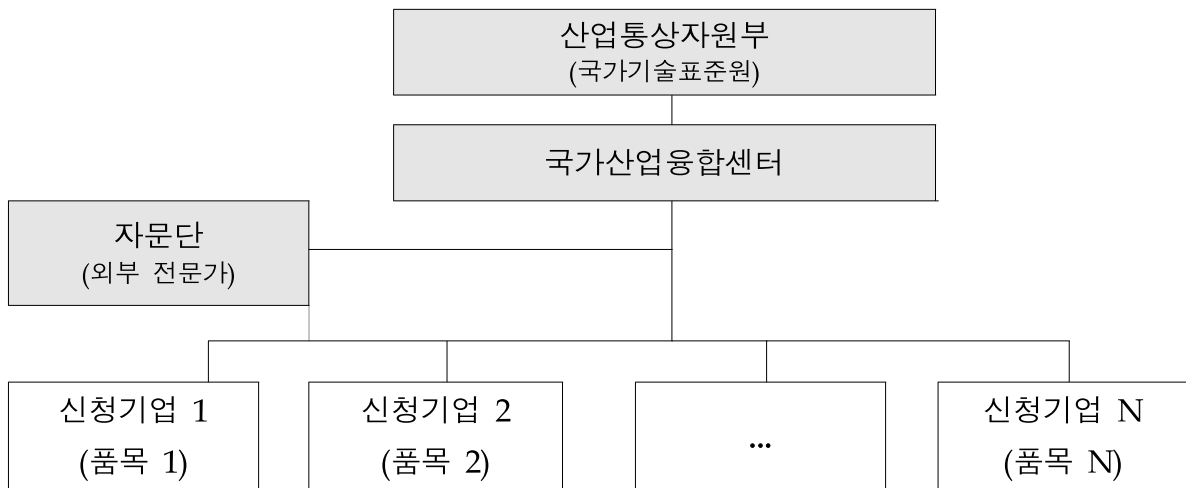 산업통상자원부
(국가기술표준원)
국가산업융합센터
자문단
(외부 전문가)
신청기업 1
(품목 1)
신청기업 2
(품목 2)
...
신청기업 N
(품목 N)